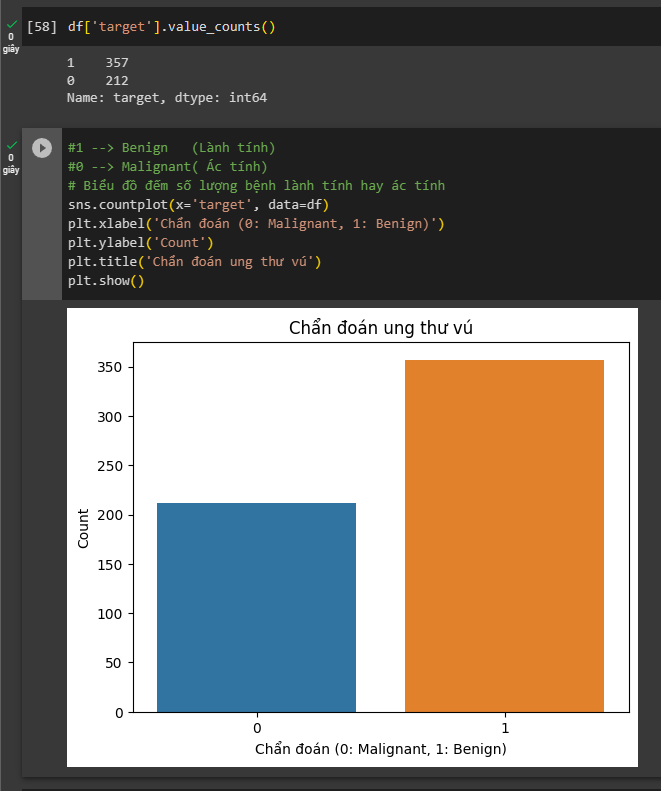 [58] df['target'].value_counts()
0
giây
1    357
0    212
Name: target, dtype: int64
0
giây
#1 --> Benign   (Lành tính)
#0 --> Malignant( Ác tính)
# Biểu đồ đếm số lượng bệnh lành tính hay ác tính
sns.countplot(x='target', data=df)
plt.xlabel('Chẩn đoán (0: Malignant, 1: Benign)')
plt.ylabel('Count')
plt.title('Chẩn đoán ung thư vú')
plt.show()
Chẩn đoán ung thư vú
350
300
250
200
150
100
50
0
Count
0 1
Chẩn đoán (0: Malignant, 1: Benign)